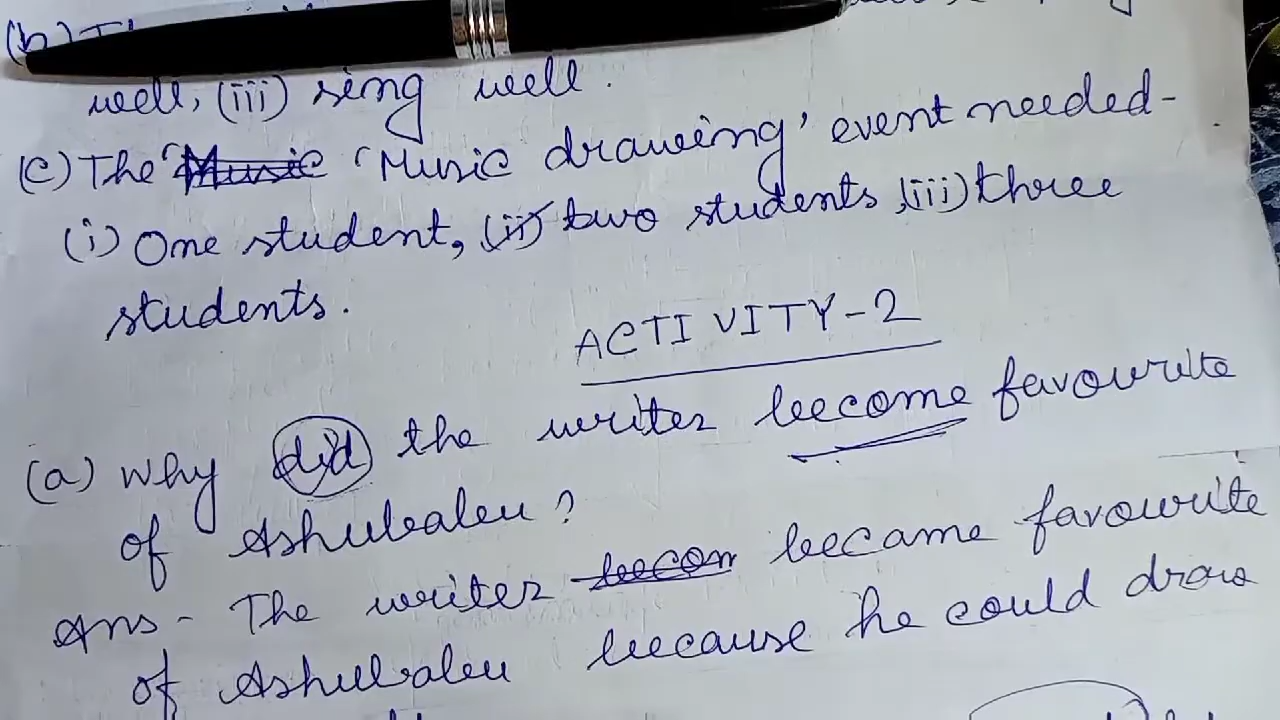 (b) Th
well, (iii) sing well.
(c) The '~~Music~~ 'Music drawing' event needed-
(i) One student, (ii) two students, (iii) three
students.
ACTIVITY-2
(a) Why did the writer become favourite
of Ashubabu?
Ans - The writer ~~becom~~ became favourite
of Ashubabu because he could draw